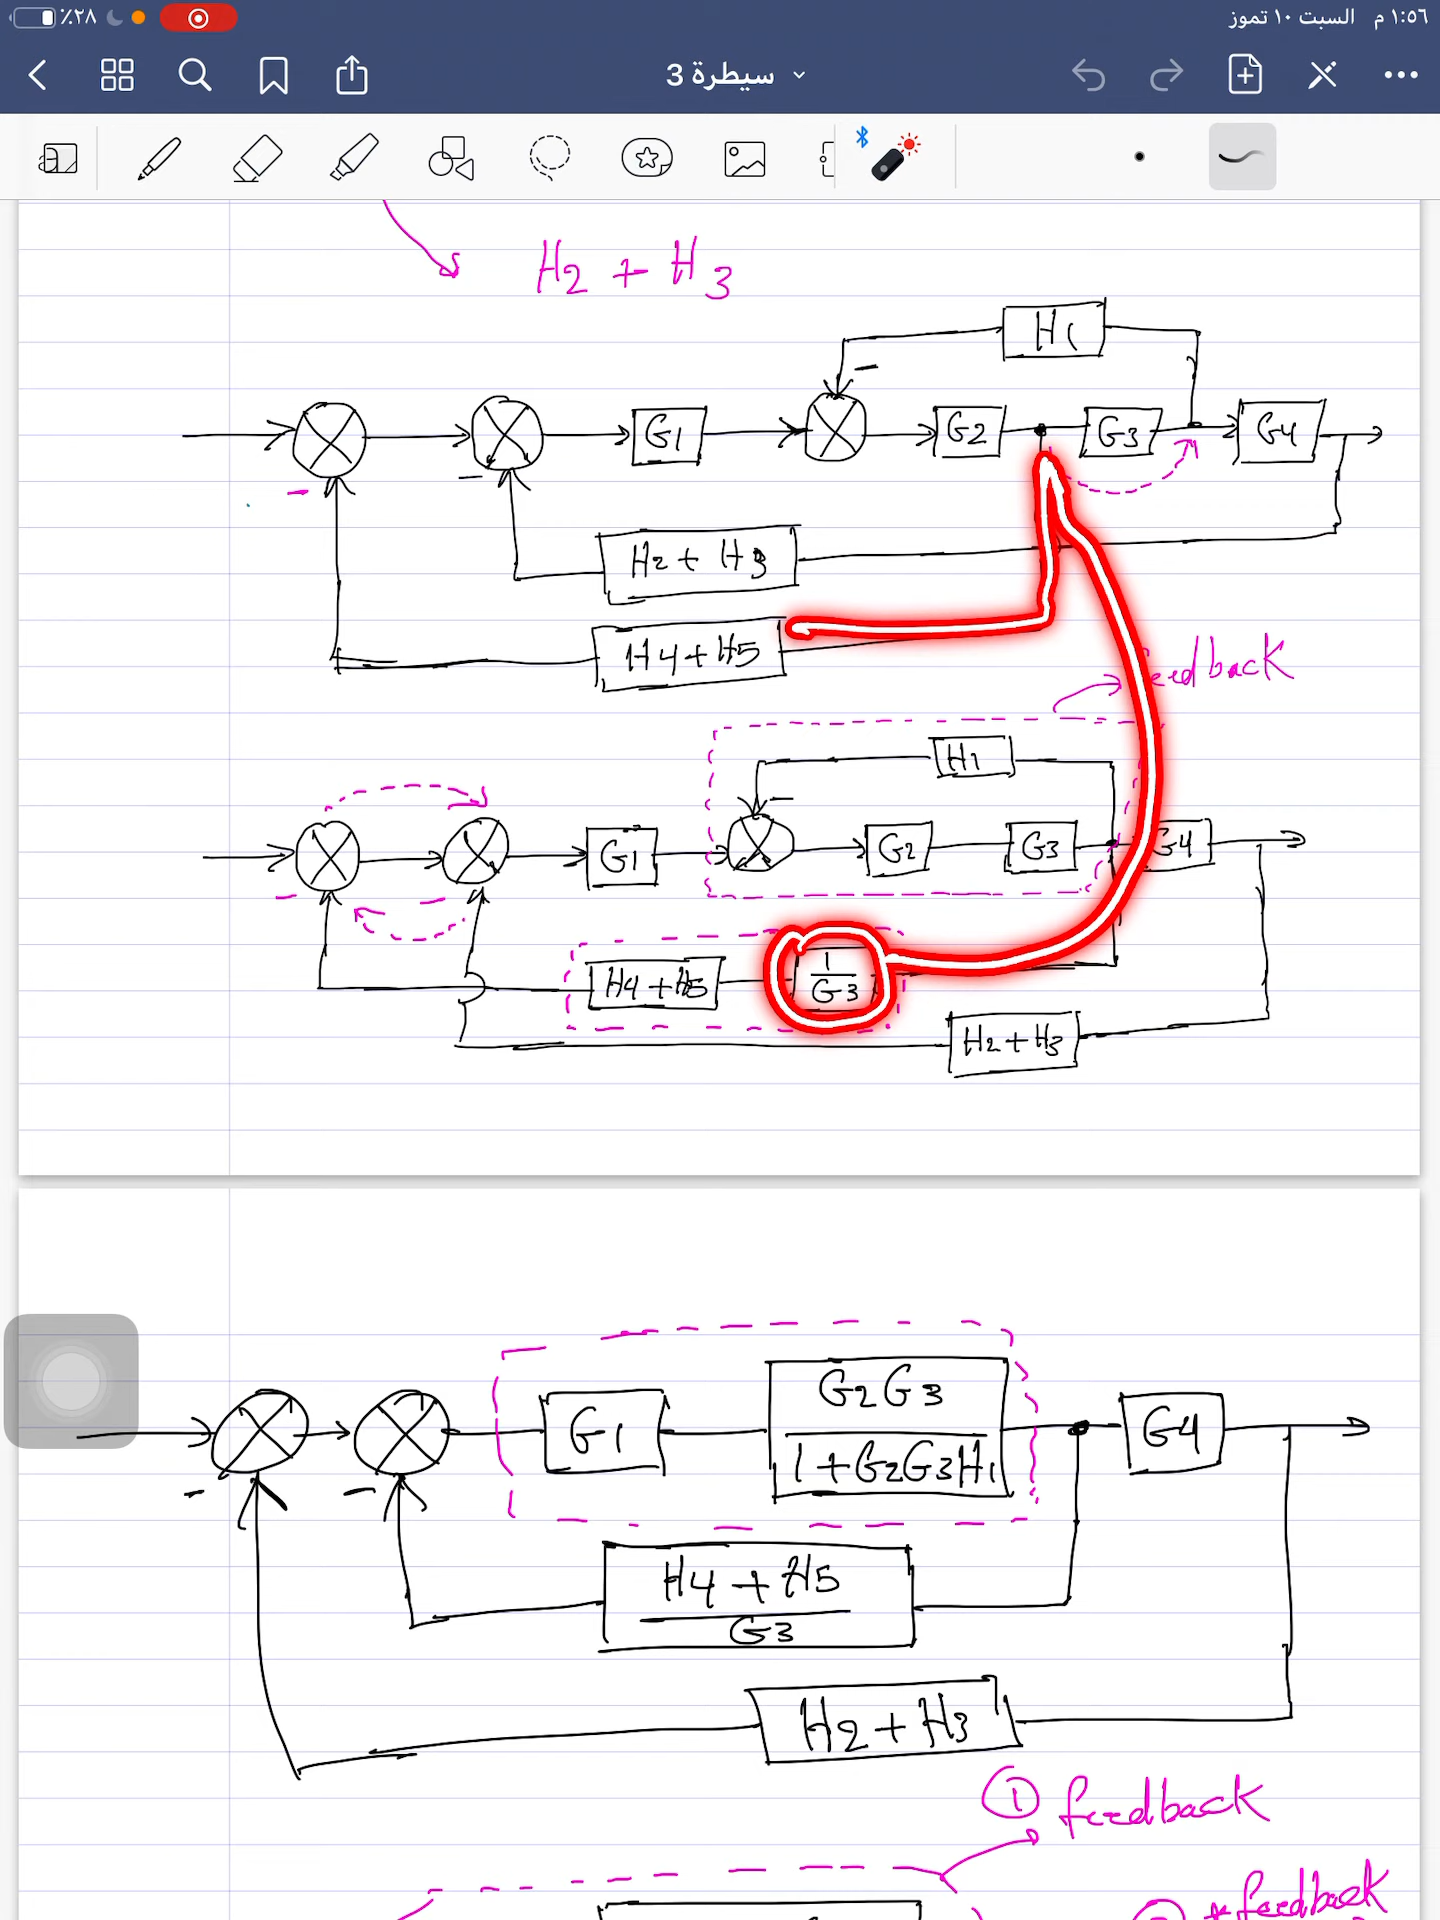 ٪٢٨
١:٥٦ م السبت ١٠ تموز
سيطرة 3
H2 + H3
H1
G1 G2 G3 G4
H2 + H3
H4 + H5
feedback
H1
G1 G2 G3 G4
H4 + H5 1/G3
H2 + H3
G1 G2G3 / 1 + G2G3H1 G4
H4 + H5 / G3
H2 + H3
① feedback
* feedback